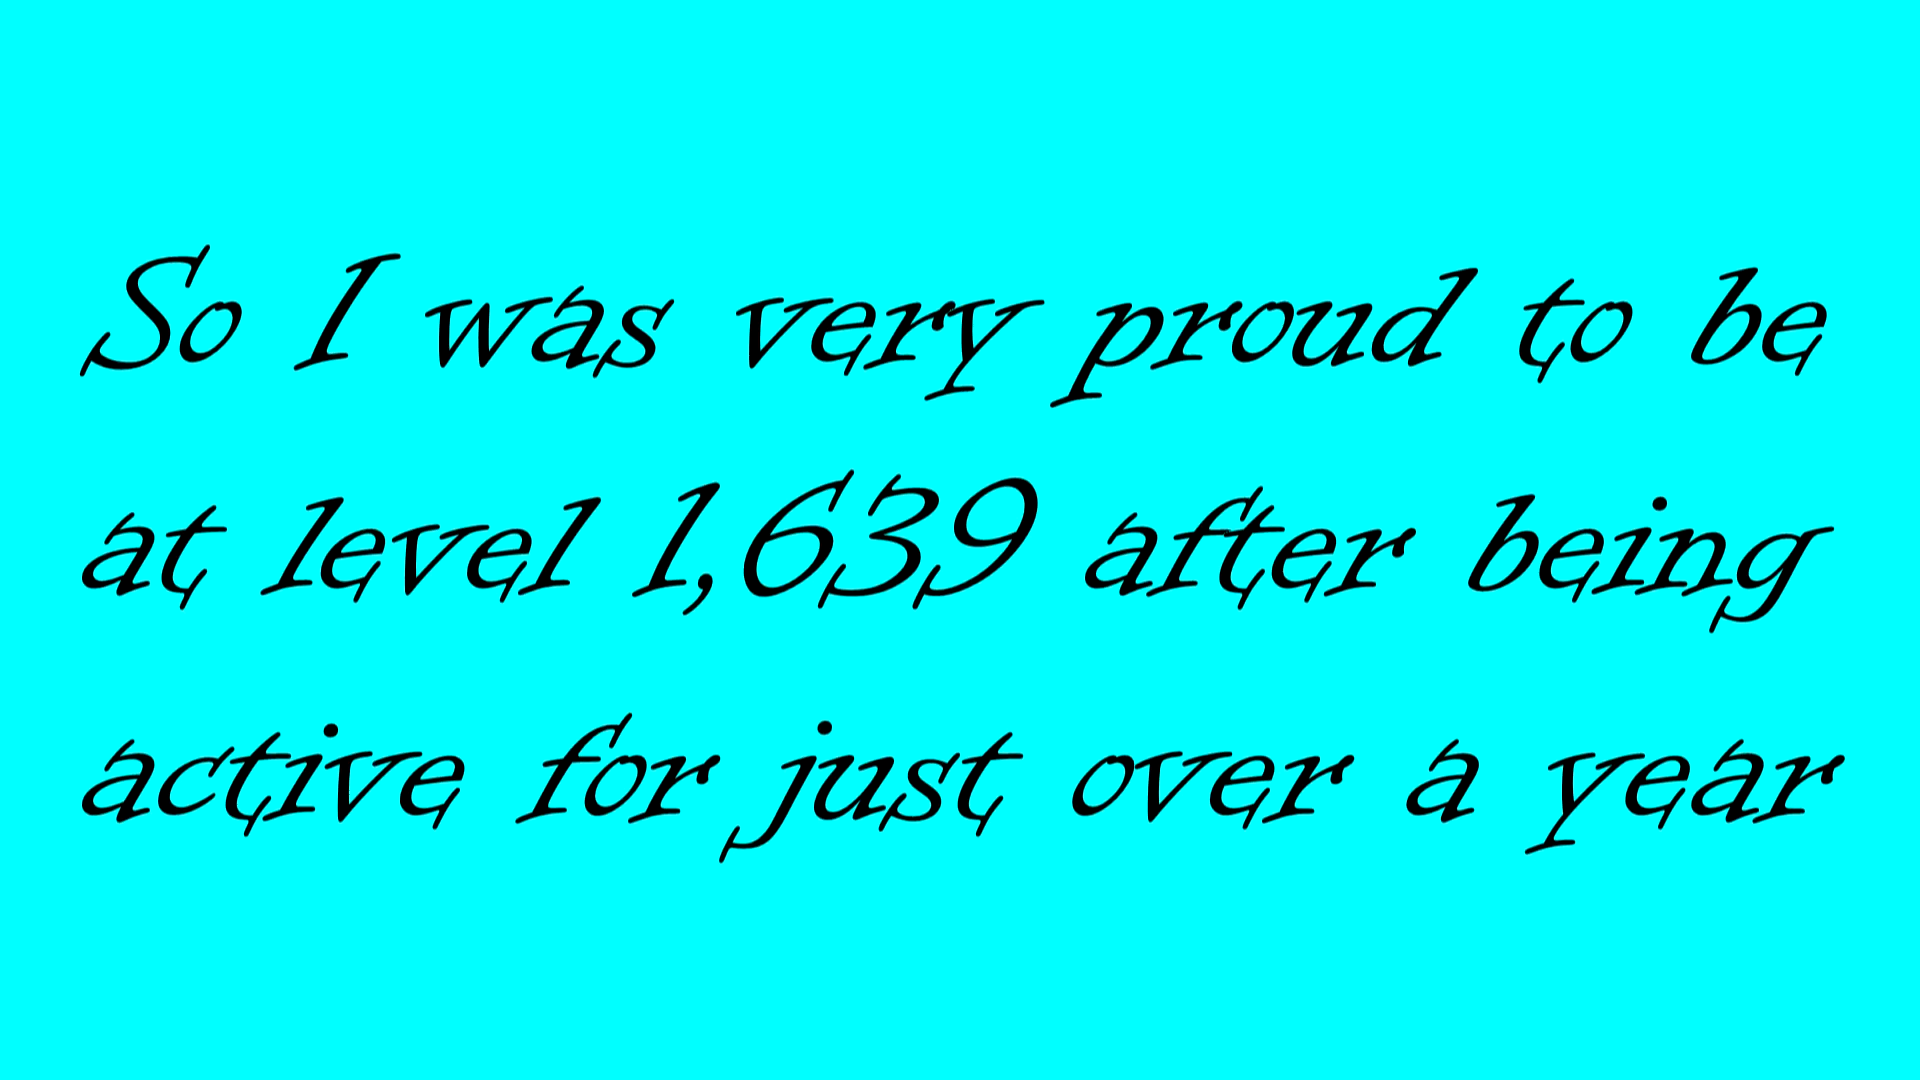 So I was very proud to be
at level 1,639 after being
active for just over a year